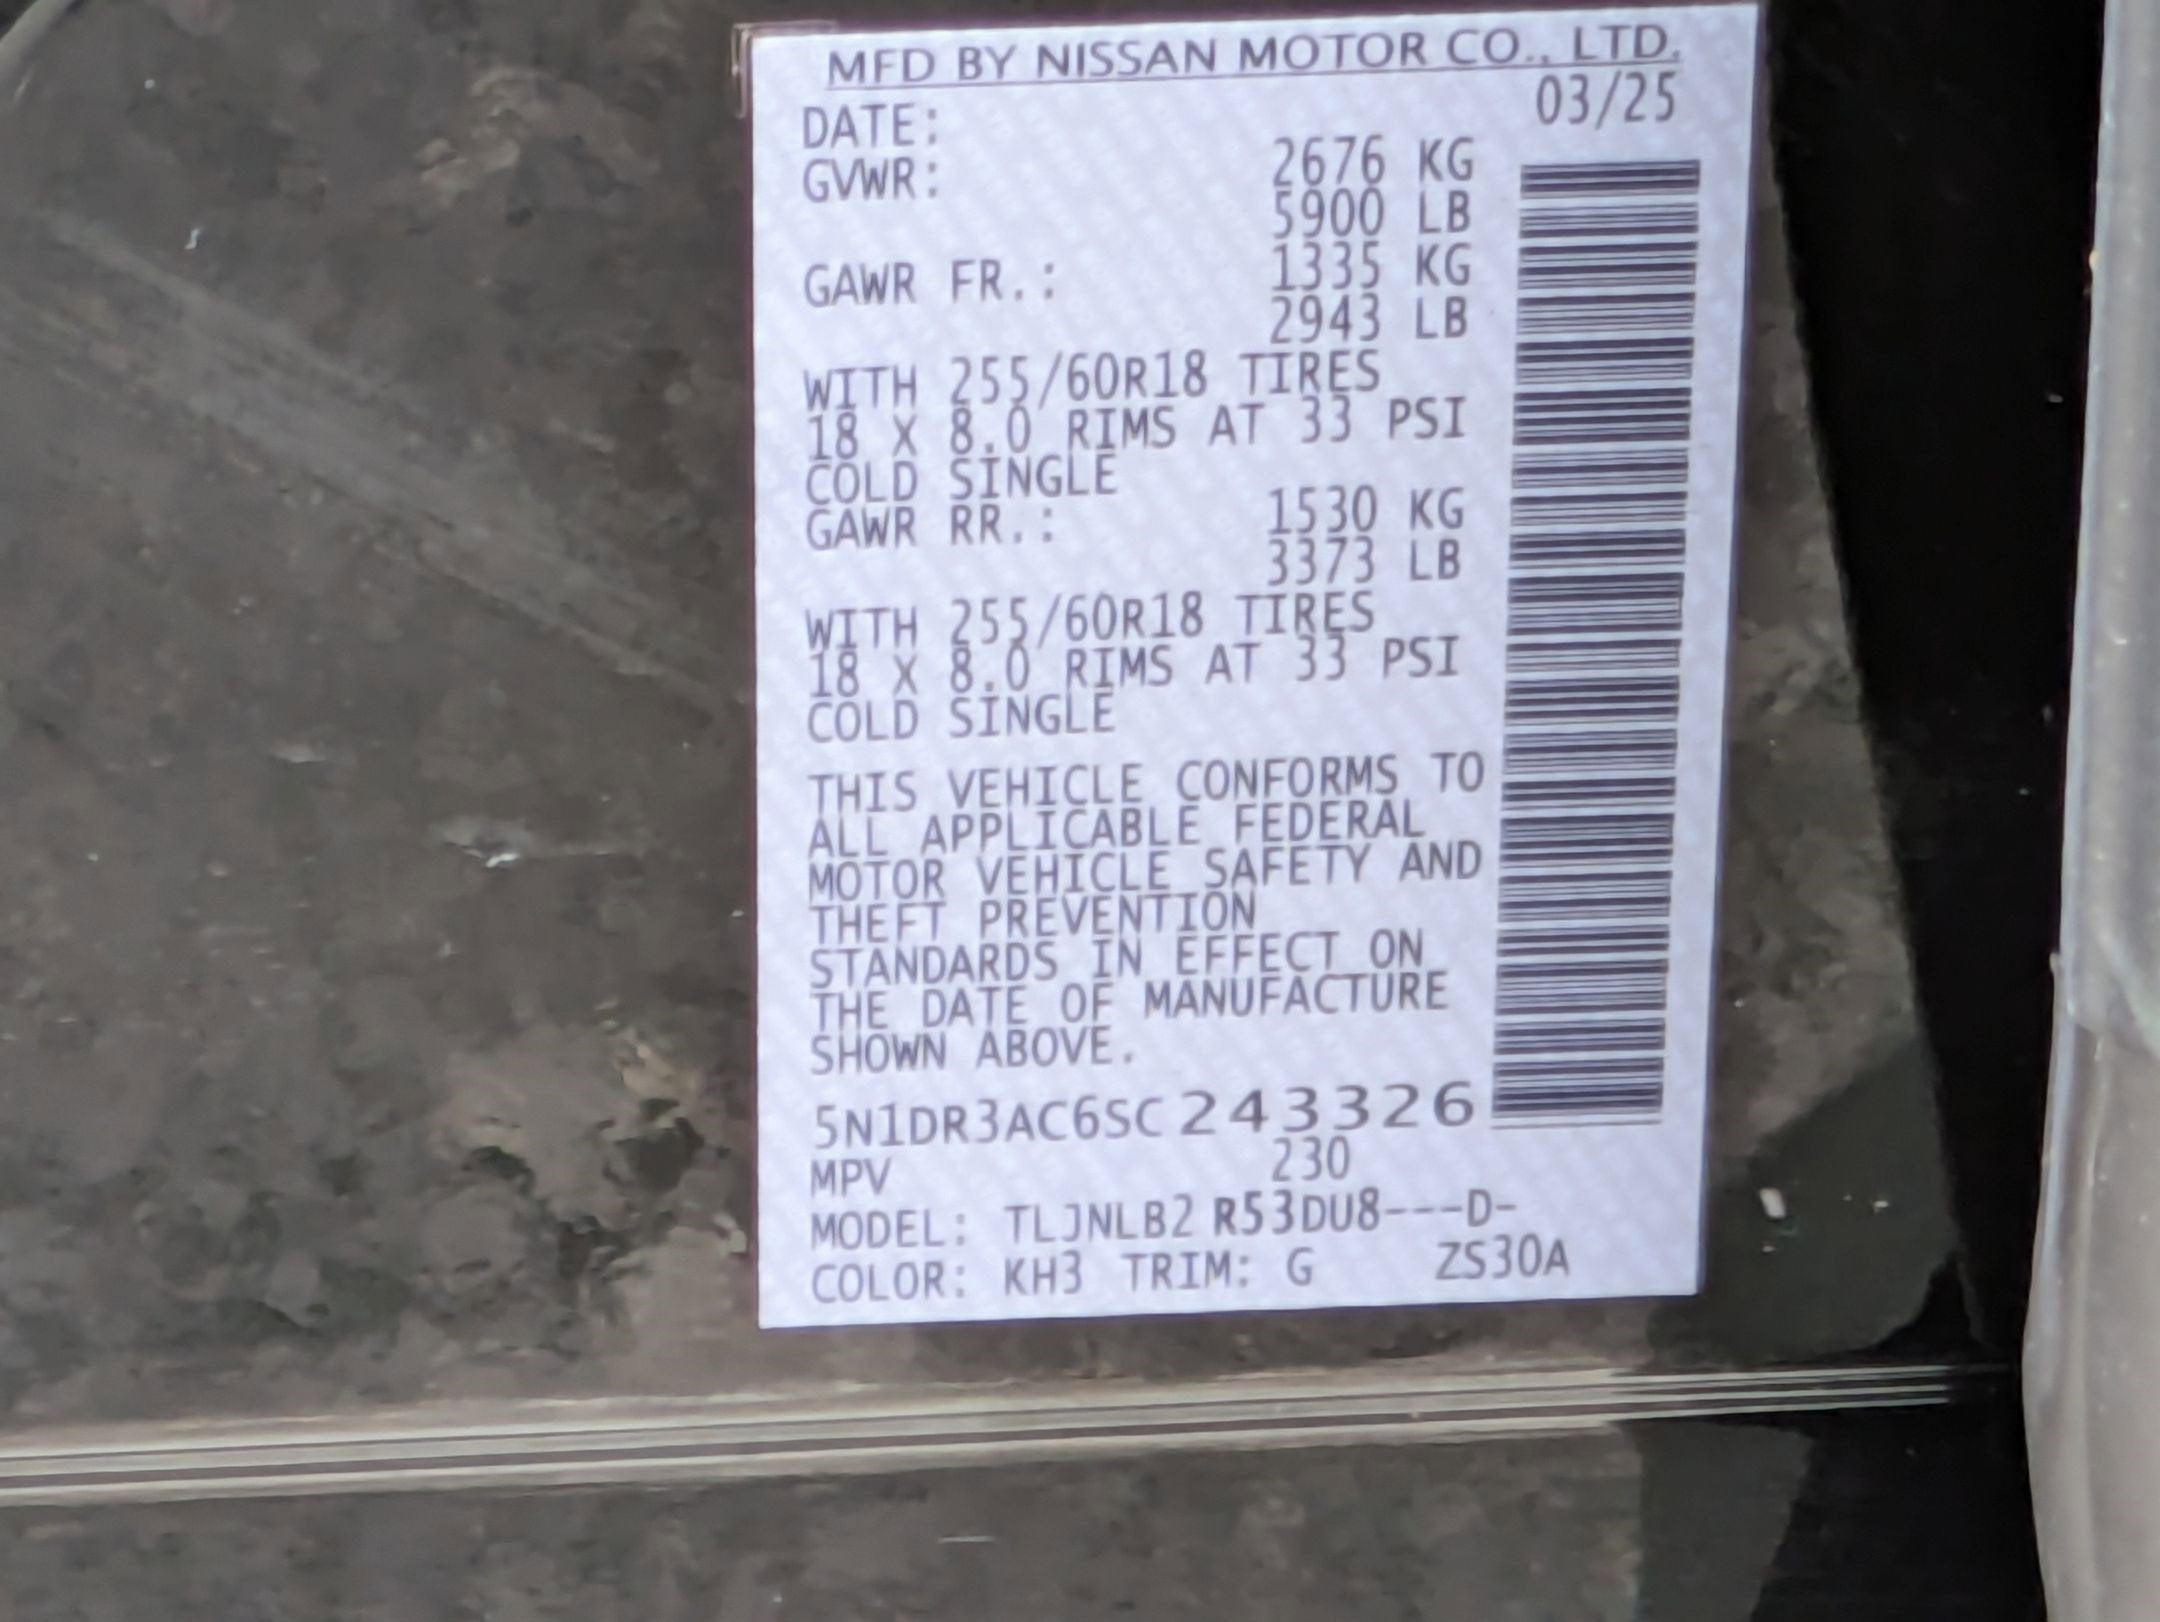 MFD BY NISSAN MOTOR CO., LTD.
DATE: 03/25
GVWR: 2676 KG
5900 LB
GAWR FR.: 1335 KG
2943 LB
WITH 255/60R18 TIRES
18 X 8.0 RIMS AT 33 PSI
COLD SINGLE
GAWR RR.: 1530 KG
3373 LB
WITH 255/60R18 TIRES
18 X 8.0 RIMS AT 33 PSI
COLD SINGLE
THIS VEHICLE CONFORMS TO
ALL APPLICABLE FEDERAL
MOTOR VEHICLE SAFETY AND
THEFT PREVENTION
STANDARDS IN EFFECT ON
THE DATE OF MANUFACTURE
SHOWN ABOVE.
5N1DR3AC6SC243326
MPV 230
MODEL: TLJNLB2 R53DU8---D-
COLOR: KH3 TRIM: G ZS30A